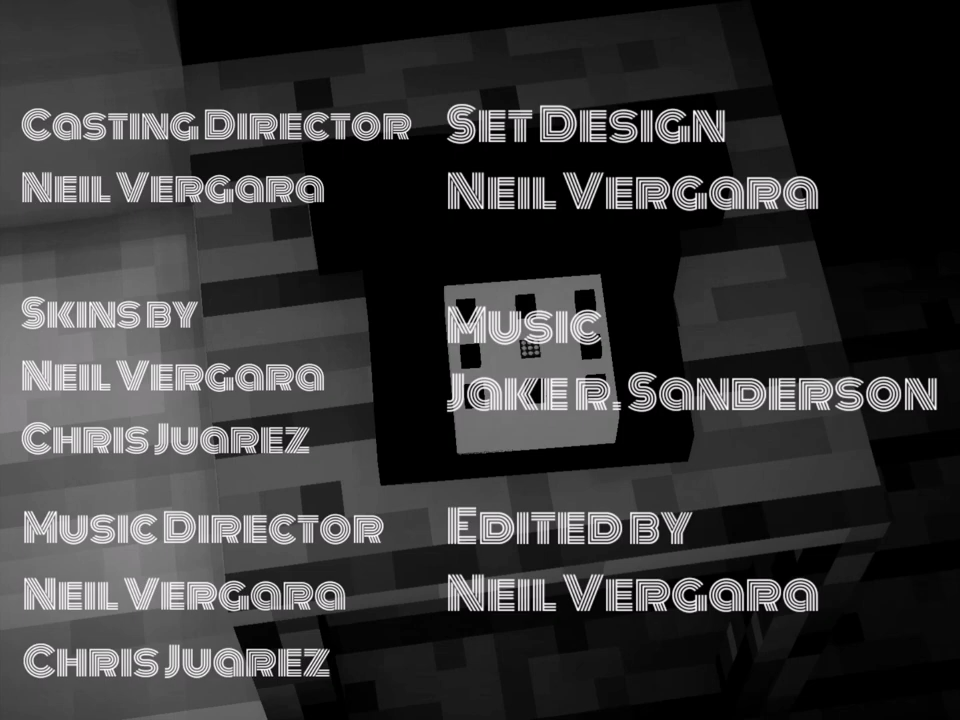 Casting Director
Neil Vergara
Skins by
Neil Vergara
Chris Juarez
Music Director
Neil Vergara
Chris Juarez
Set Design
Neil Vergara
Music
Jake R. Sanderson
Edited by
Neil Vergara